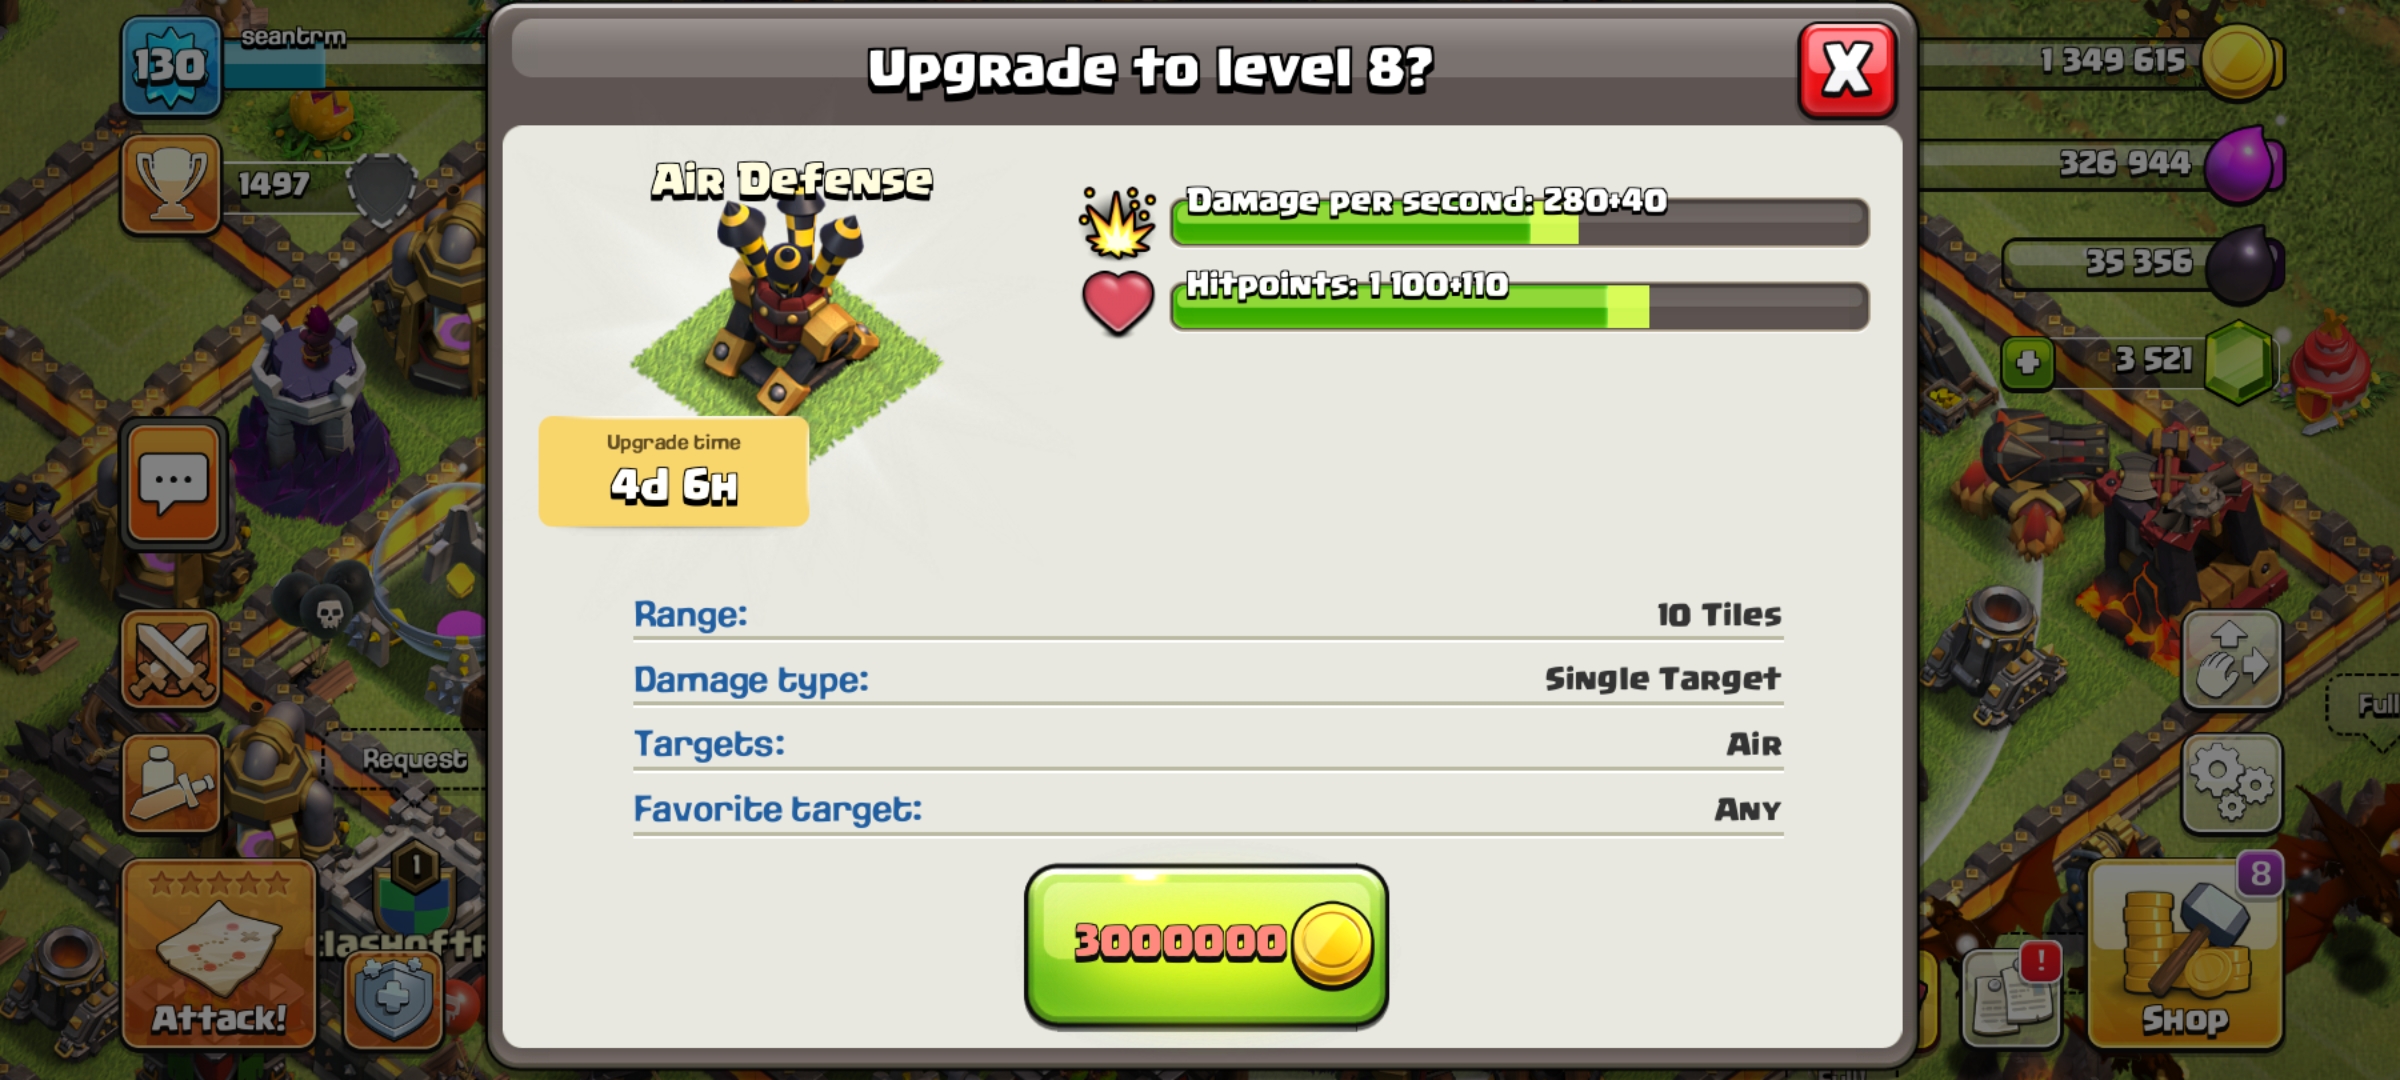 130
seantrm
1497
Upgrade to level 8?
X
1 349 615
326 944
35 356
3 521
Air Defense
Damage per second: 280+40
Hitpoints: 1 100+110
Upgrade time
4d 6H
Range: 10 Tiles
Damage type: Single Target
Targets: Air
Favorite target: Any
3000000
Request
1
Attack!
Full
!
8
Shop